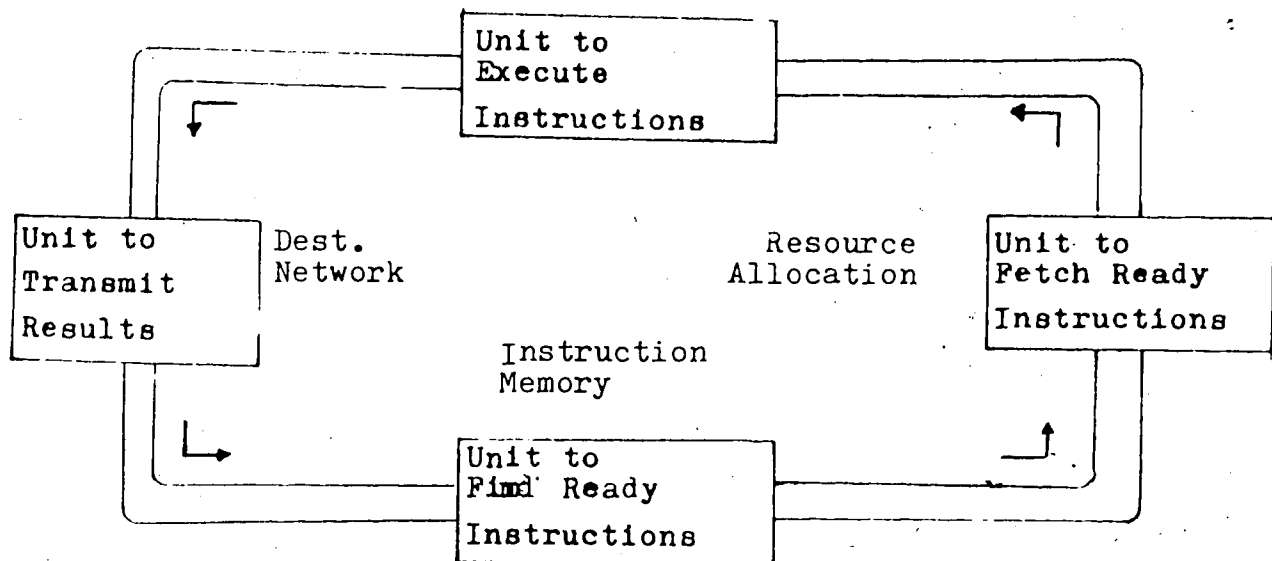 Unit to
Execute
Instructions
Unit to
Transmit
Results
Dest.
Network
Resource
Allocation
Unit to
Fetch Ready
Instructions
Instruction
Memory
Unit to
Find Ready
Instructions